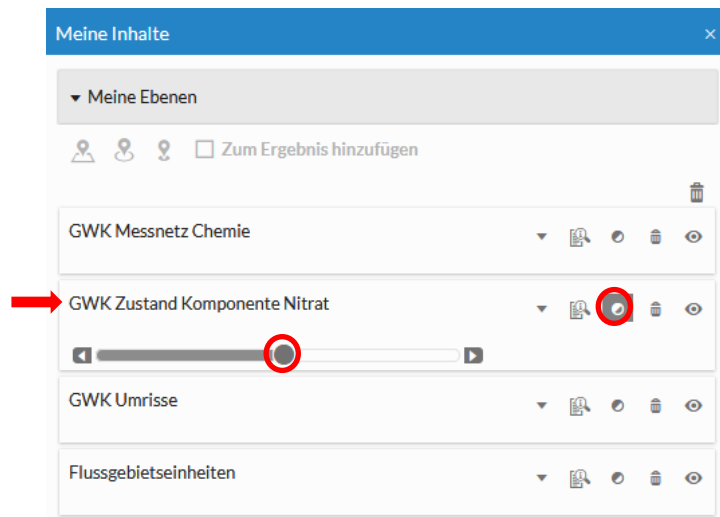 Meine Inhalte
Meine Ebenen
Zum Ergebnis hinzufügen
GWK Messnetz Chemie
GWK Zustand Komponente Nitrat
GWK Umrisse
Flussgebietseinheiten